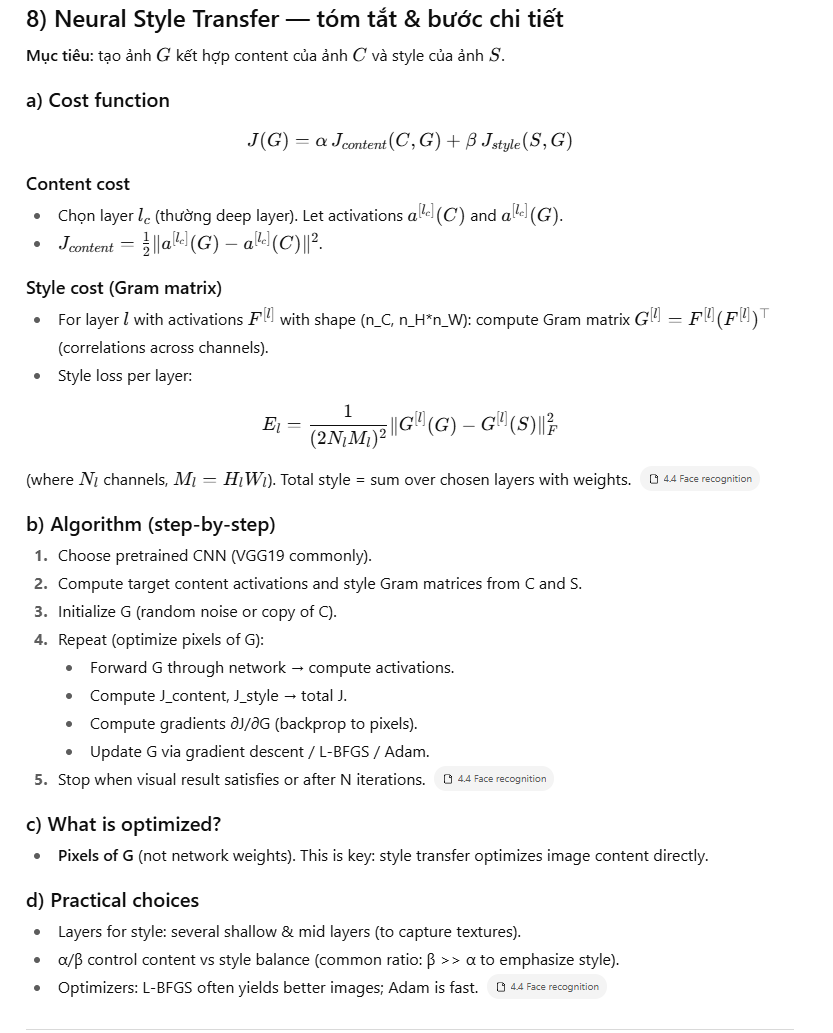 8) Neural Style Transfer — tóm tắt & bước chi tiết
Mục tiêu: tạo ảnh G kết hợp content của ảnh C và style của ảnh S.
a) Cost function
J(G) = α J_content(C, G) + β J_style(S, G)
Content cost
• Chọn layer l_c (thường deep layer). Let activations a^[l_c](C) and a^[l_c](G).
• J_content = 1/2 ‖a^[l_c](G) − a^[l_c](C)‖².
Style cost (Gram matrix)
• For layer l with activations F^[l] with shape (n_C, n_H*n_W): compute Gram matrix G^[l] = F^[l](F^[l])^⊤
(correlations across channels).
• Style loss per layer:
E_l = 1/(2N_lM_l)² ‖G^[l](G) − G^[l](S)‖²_F
(where N_l channels, M_l = H_lW_l). Total style = sum over chosen layers with weights. 4.4 Face recognition
b) Algorithm (step-by-step)
1. Choose pretrained CNN (VGG19 commonly).
2. Compute target content activations and style Gram matrices from C and S.
3. Initialize G (random noise or copy of C).
4. Repeat (optimize pixels of G):
• Forward G through network → compute activations.
• Compute J_content, J_style → total J.
• Compute gradients ∂J/∂G (backprop to pixels).
• Update G via gradient descent / L-BFGS / Adam.
5. Stop when visual result satisfies or after N iterations. 4.4 Face recognition
c) What is optimized?
• Pixels of G (not network weights). This is key: style transfer optimizes image content directly.
d) Practical choices
• Layers for style: several shallow & mid layers (to capture textures).
• α/β control content vs style balance (common ratio: β >> α to emphasize style).
• Optimizers: L-BFGS often yields better images; Adam is fast. 4.4 Face recognition